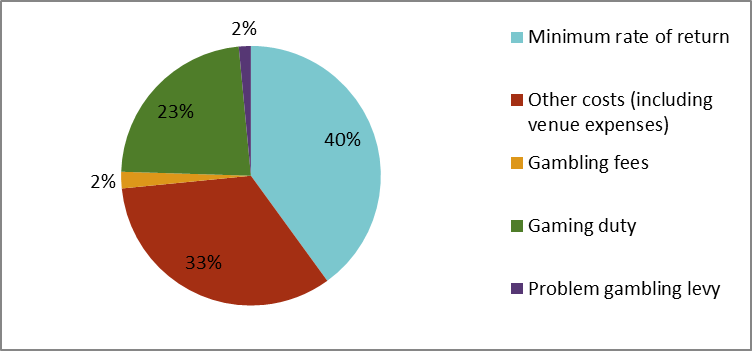 2%
40%
33%
2%
23%
Minimum rate of return
Other costs (including
venue expenses)
Gambling fees
Gaming duty
Problem gambling levy